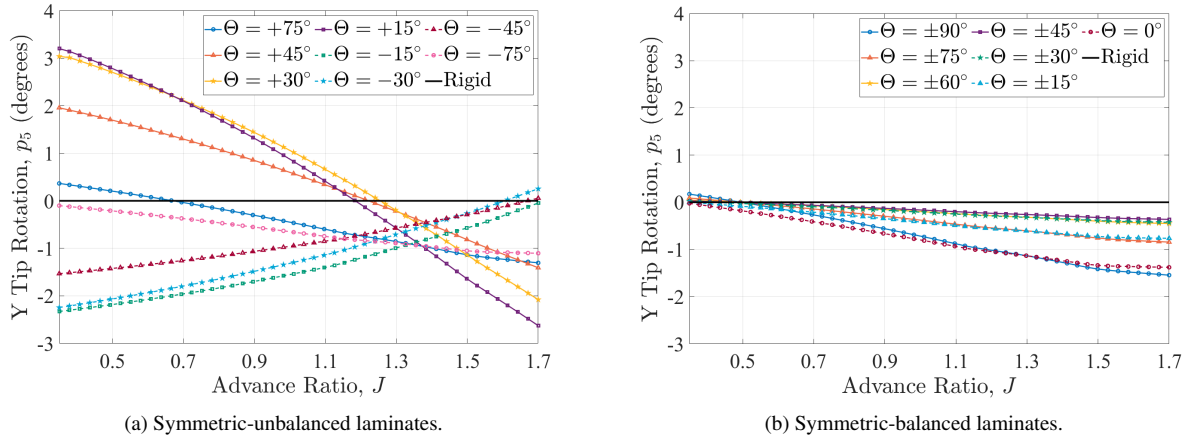 4
3
2
1
0
-1
-2
-3
0.5 0.7 0.9 1.1 1.3 1.5 1.7
Y Tip Rotation, p₅ (degrees)
Advance Ratio, J
Θ = +75° Θ = +15° Θ = −45°
Θ = +45° Θ = −15° Θ = −75°
Θ = +30° Θ = −30° Rigid
(a) Symmetric-unbalanced laminates.
4
3
2
1
0
-1
-2
-3
0.5 0.7 0.9 1.1 1.3 1.5 1.7
Y Tip Rotation, p₅ (degrees)
Advance Ratio, J
Θ = ±90° Θ = ±45° Θ = 0°
Θ = ±75° Θ = ±30° Rigid
Θ = ±60° Θ = ±15°
(b) Symmetric-balanced laminates.